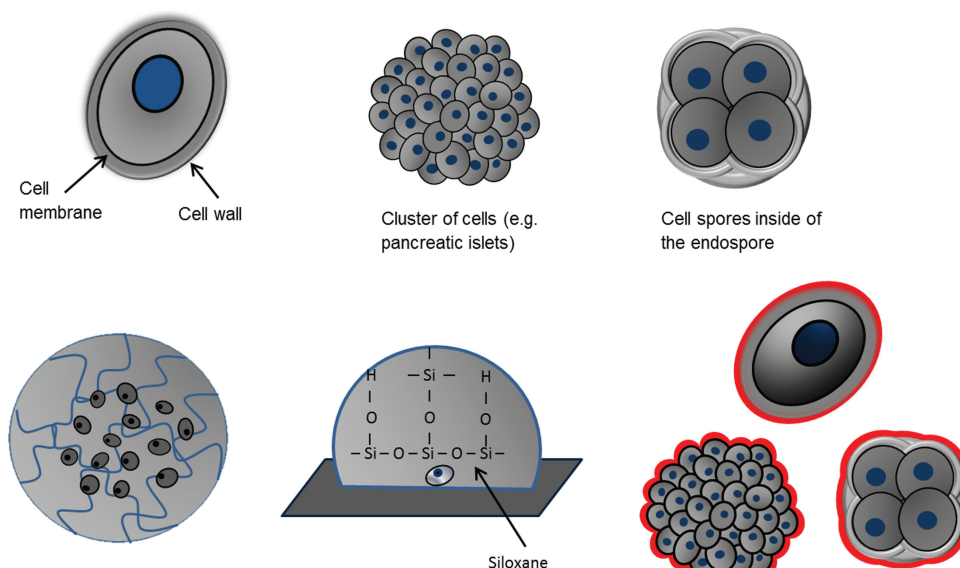 Cell
membrane
Cell wall
Cluster of cells (e.g.
pancreatic islets)
Cell spores inside of
the endospore
H
–Si–
H
O
O
O
–Si–O–Si–O–Si–
Siloxane